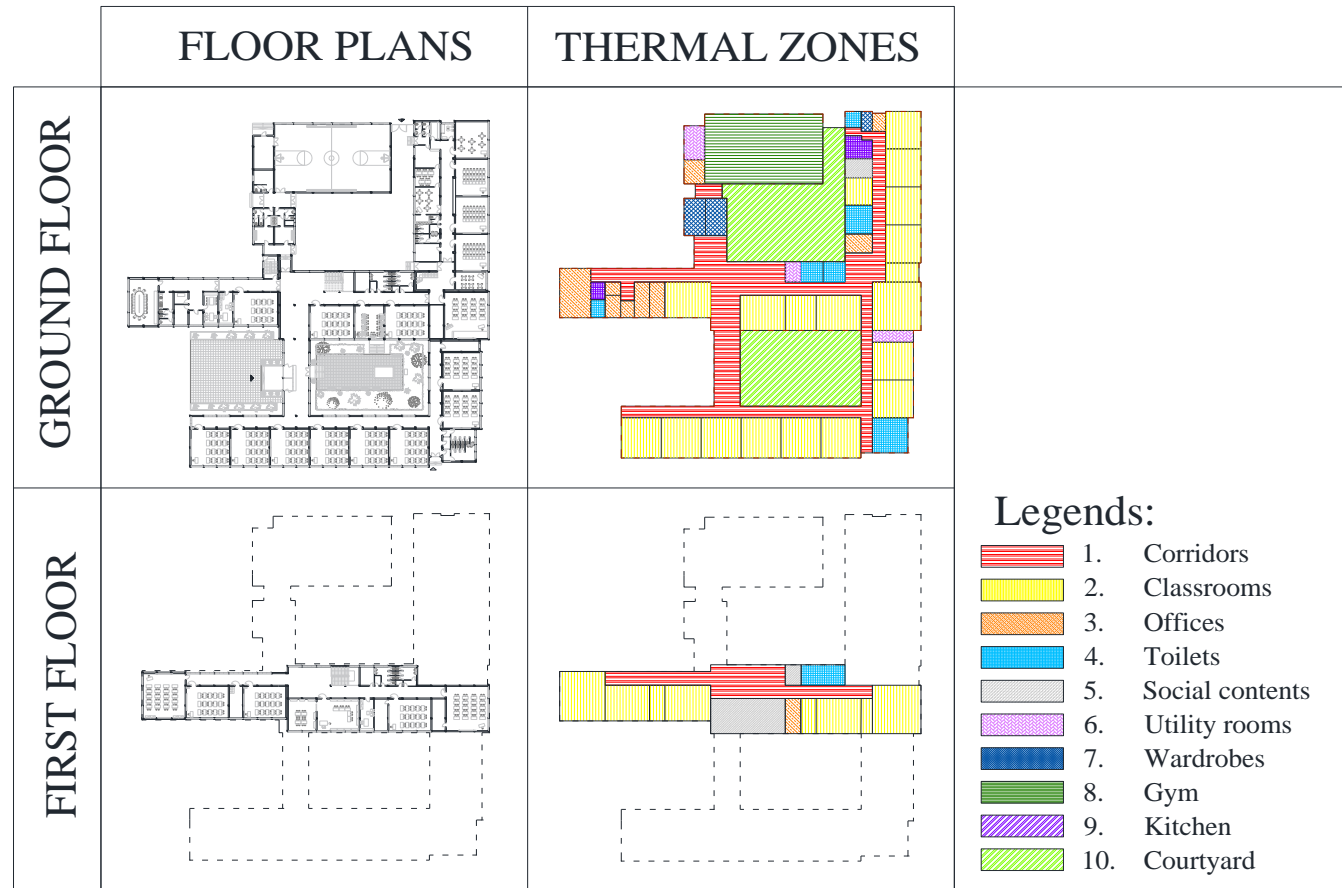 FLOOR PLANS
THERMAL ZONES
GROUND FLOOR
FIRST FLOOR
Legends:
1. Corridors
2. Classrooms
3. Offices
4. Toilets
5. Social contents
6. Utility rooms
7. Wardrobes
8. Gym
9. Kitchen
10. Courtyard